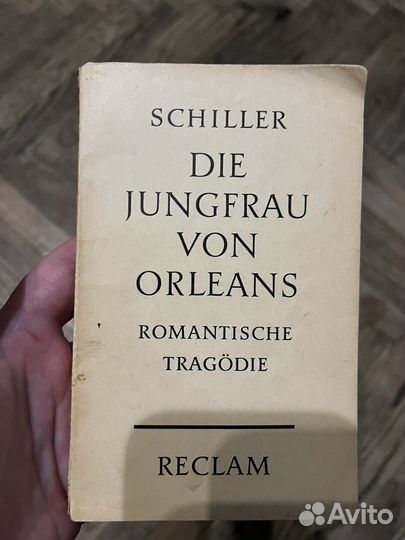 SCHILLER
DIE
JUNGFRAU
VON
ORLEANS
ROMANTISCHE
TRAGÖDIE
RECLAM
Avito